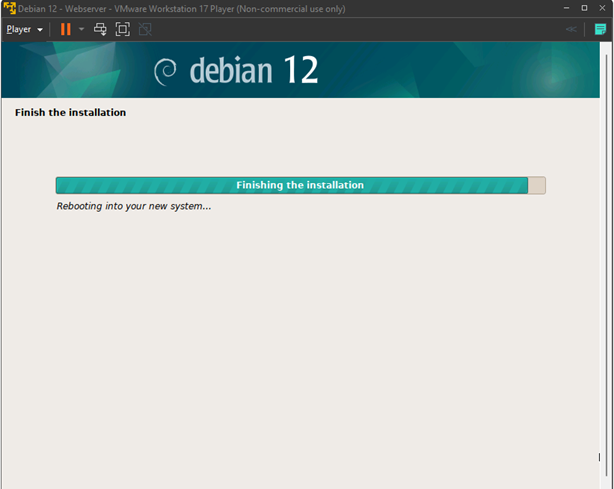 Debian 12 - Webserver - VMware Workstation 17 Player (Non-commercial use only)
Player
debian 12
Finish the installation
Finishing the installation
Rebooting into your new system...